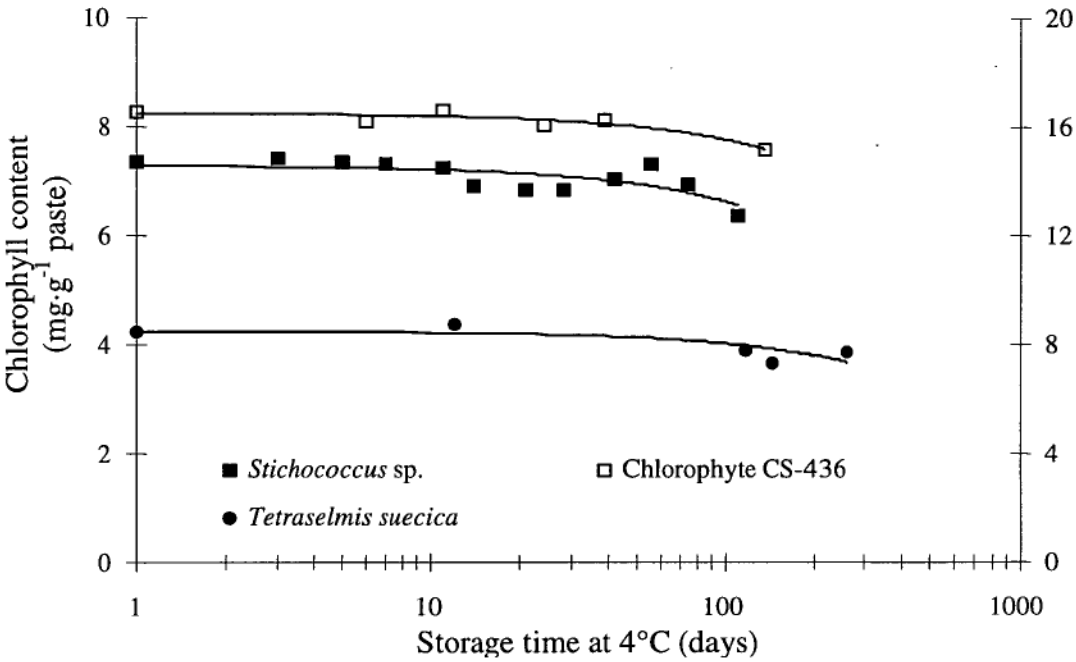 10
8
6
4
2
0
20
16
12
8
4
0
Chlorophyll content
(mg·g⁻¹ paste)
Stichococcus sp.
Chlorophyte CS-436
Tetraselmis suecica
1
10
100
1000
Storage time at 4°C (days)